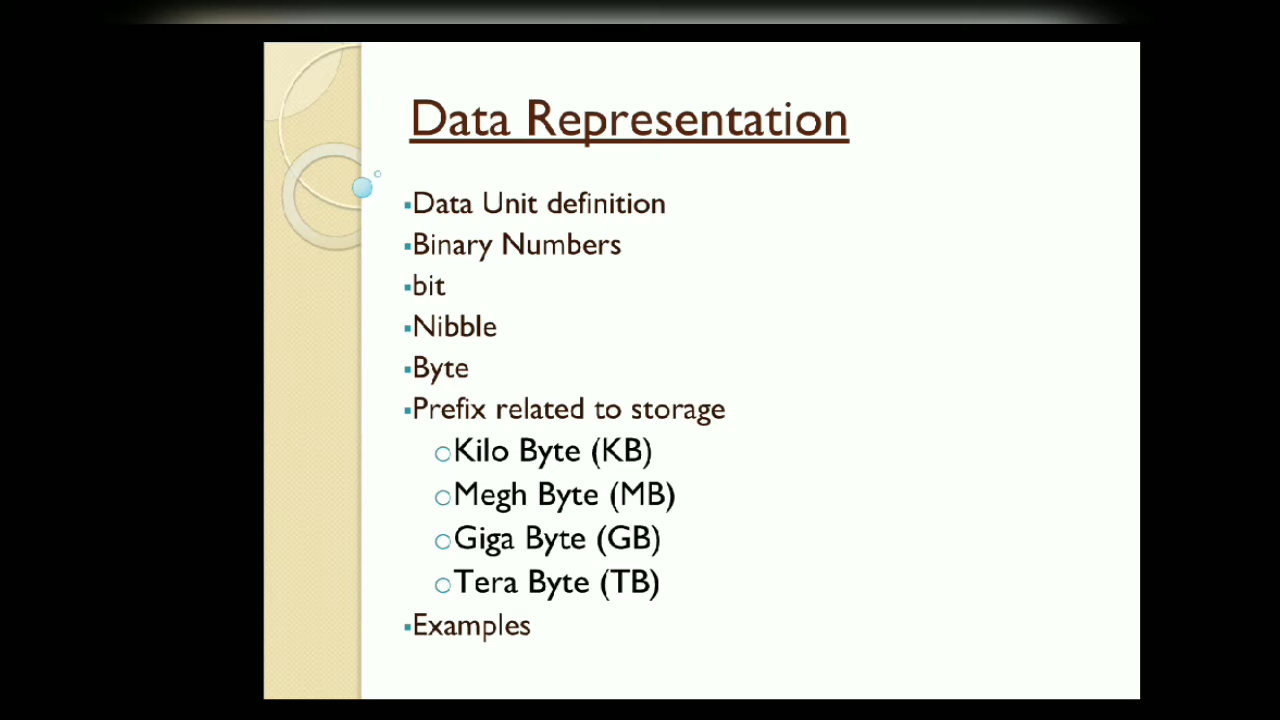 Data Representation
▪Data Unit definition
▪Binary Numbers
▪bit
▪Nibble
▪Byte
▪Prefix related to storage
○Kilo Byte (KB)
○Megh Byte (MB)
○Giga Byte (GB)
○Tera Byte (TB)
▪Examples